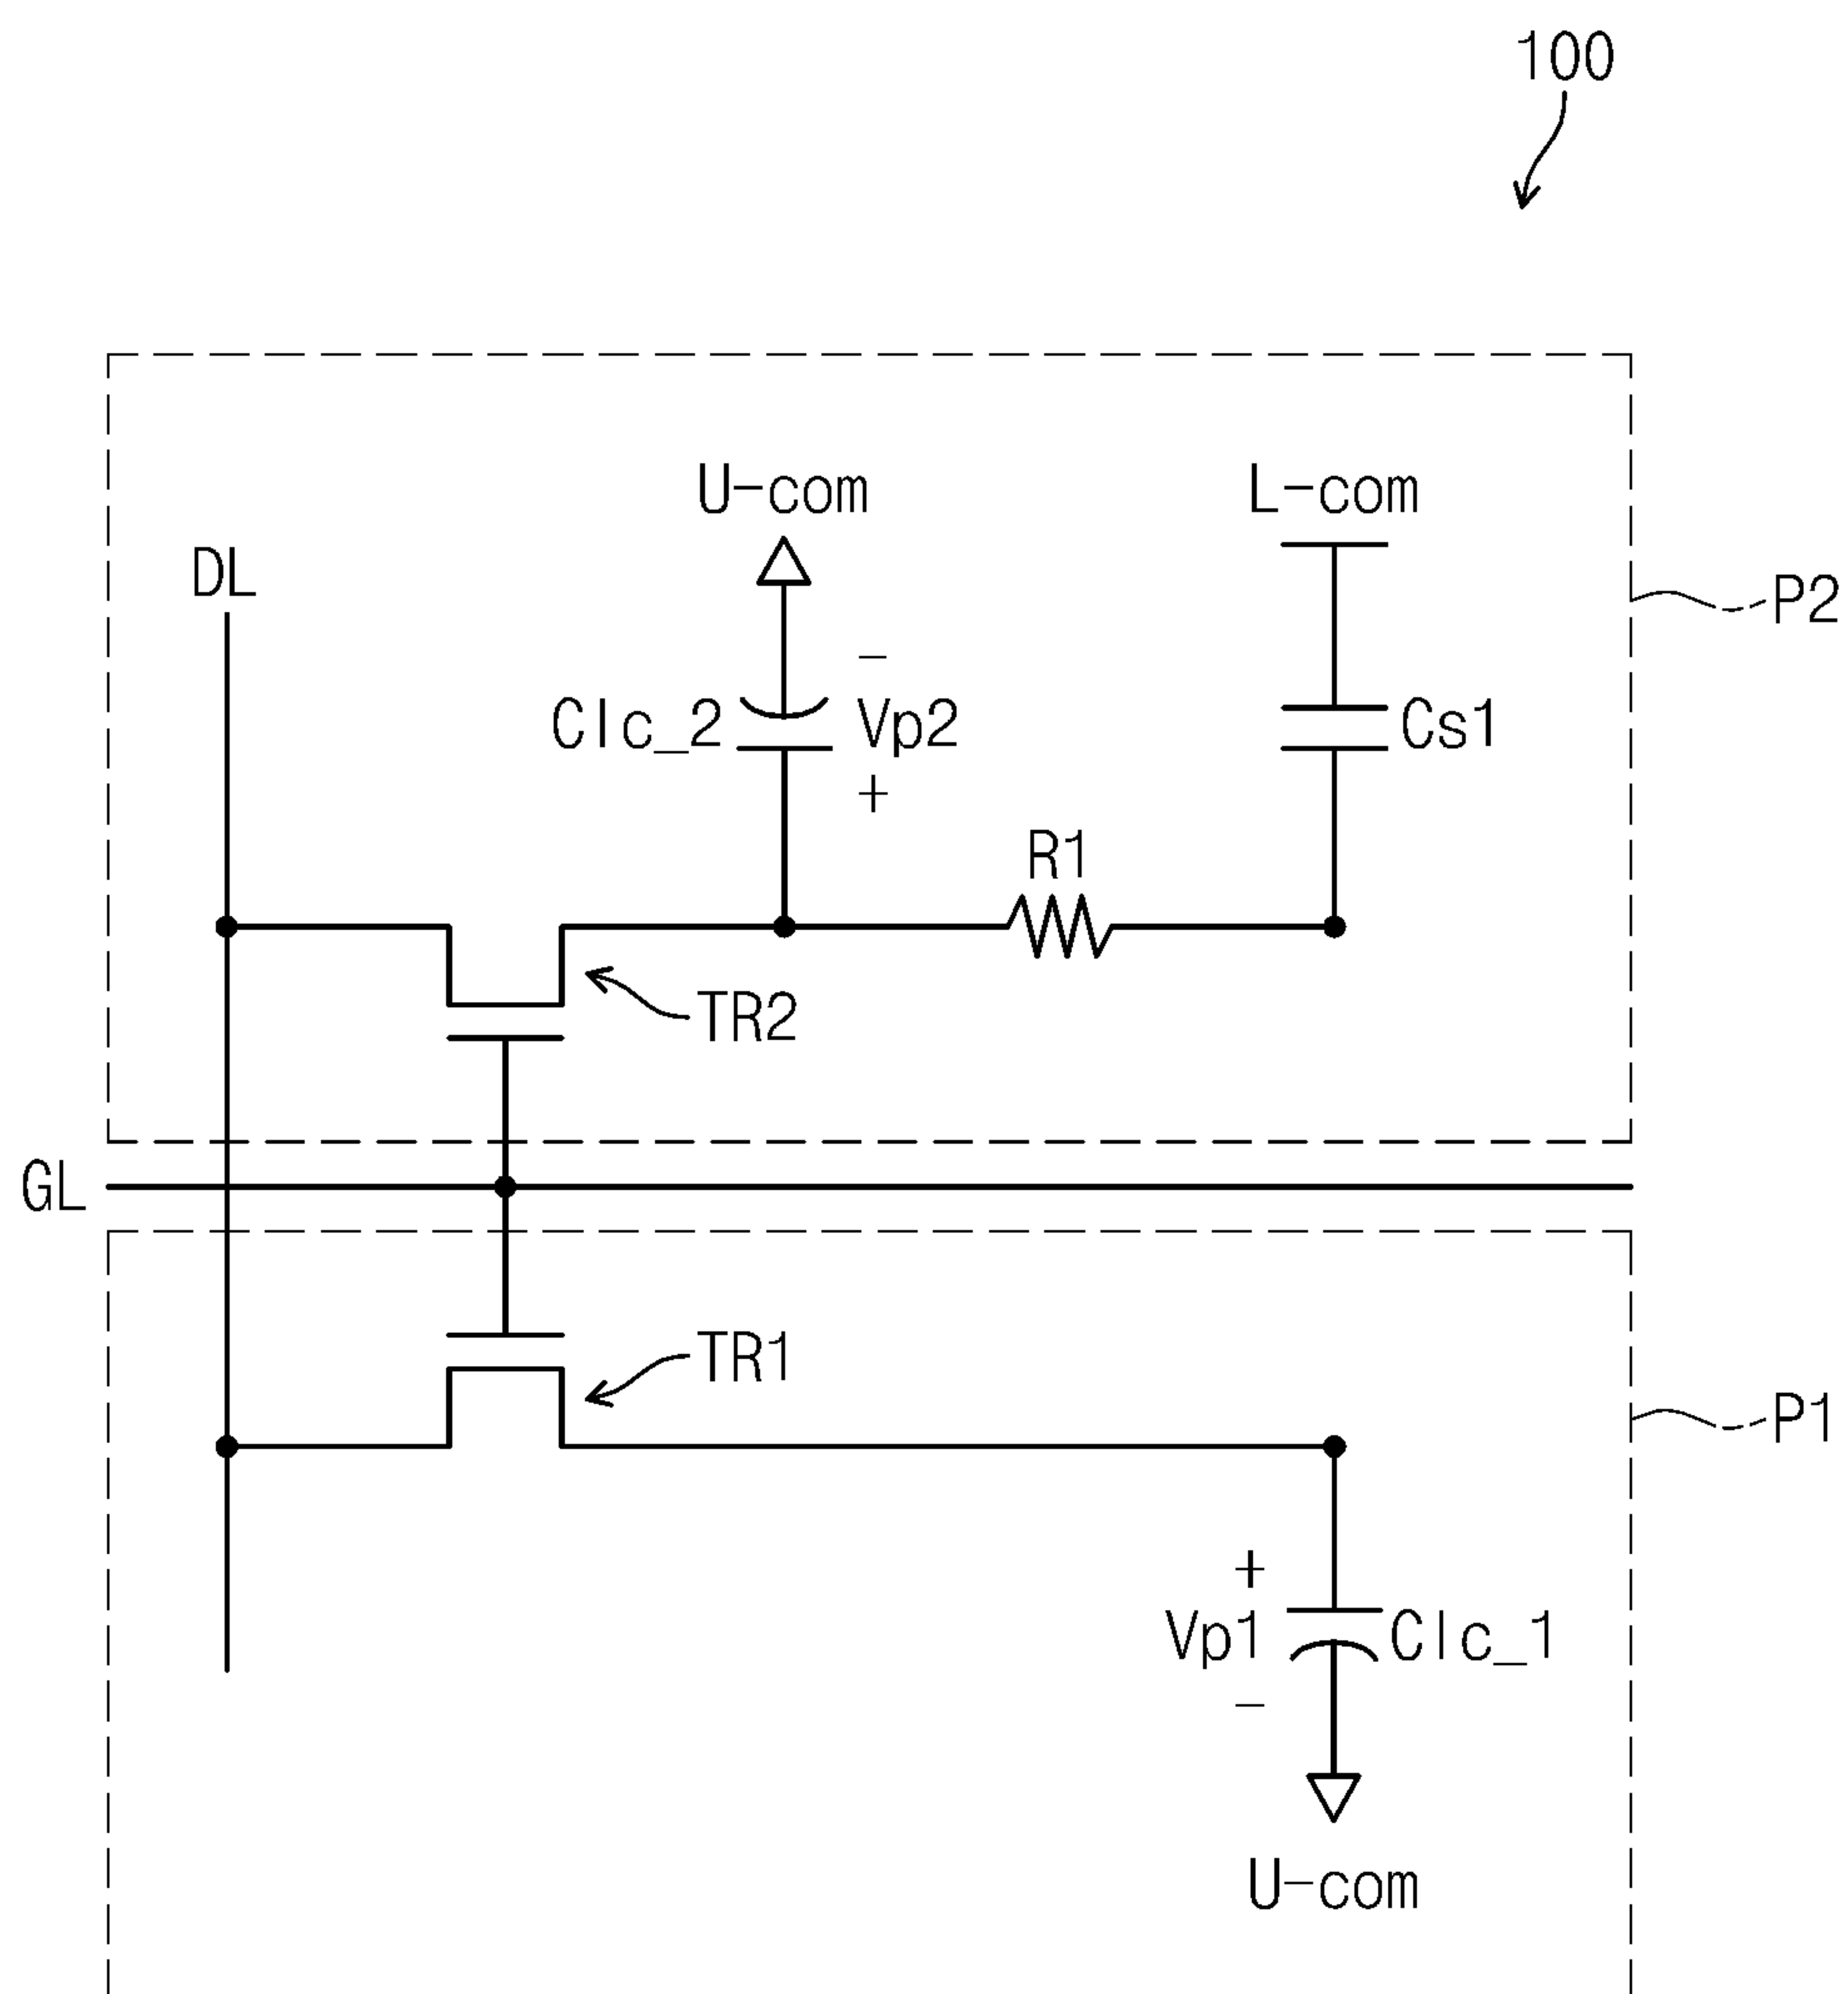 100
U-com
L-com
DL
P2
-
Clc_2
Vp2
Cs1
+
R1
TR2
GL
TR1
P1
+
Vp1
Clc_1
-
U-com